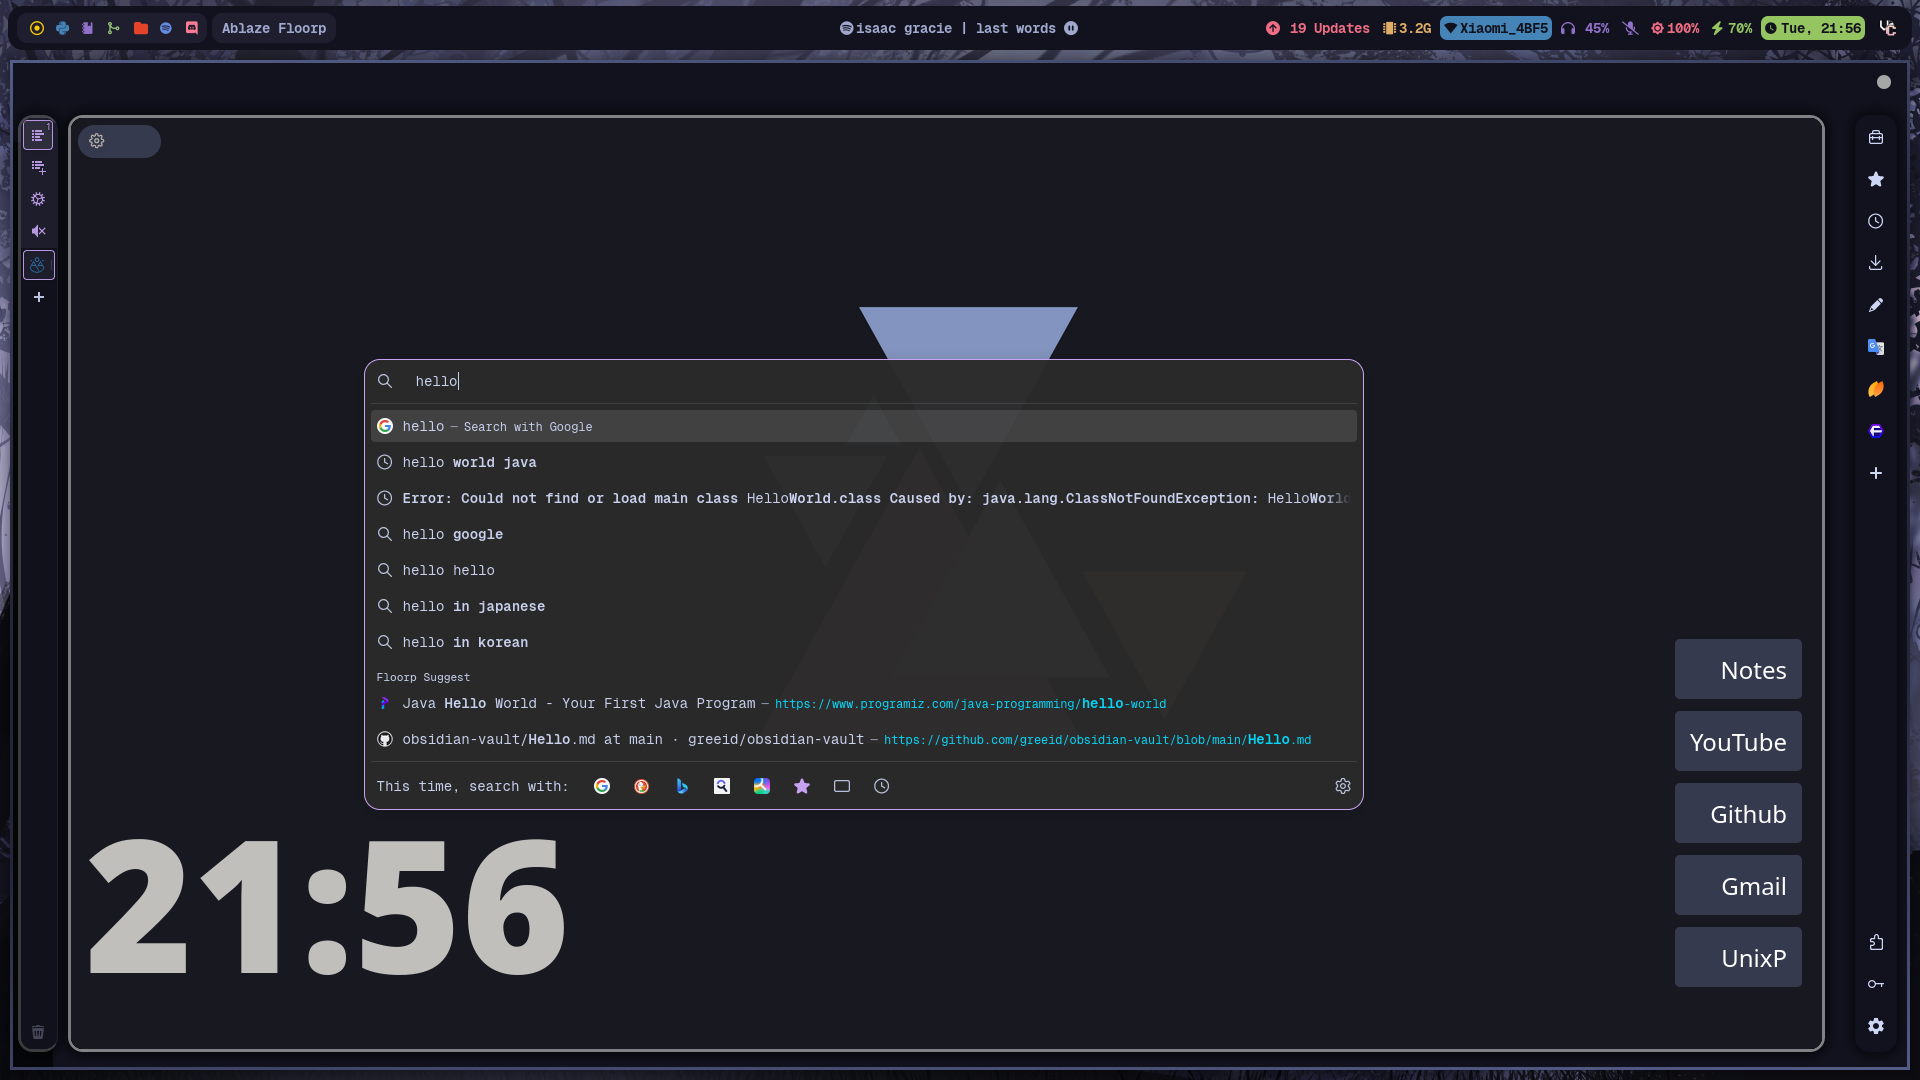 Ablaze Floorp
isaac gracie | last words
19 Updates
3.2G
Xiaomi_4BF5
45%
100%
70%
Tue, 21:56
1
hello
hello — Search with Google
hello world java
Error: Could not find or load main class HelloWorld.class Caused by: java.lang.ClassNotFoundException: HelloWorld
hello google
hello hello
hello in japanese
hello in korean
Floorp Suggest
Java Hello World - Your First Java Program — https://www.programiz.com/java-programming/hello-world
obsidian-vault/Hello.md at main · greeid/obsidian-vault — https://github.com/greeid/obsidian-vault/blob/main/Hello.md
This time, search with:
Notes
YouTube
Github
Gmail
UnixP
21:56